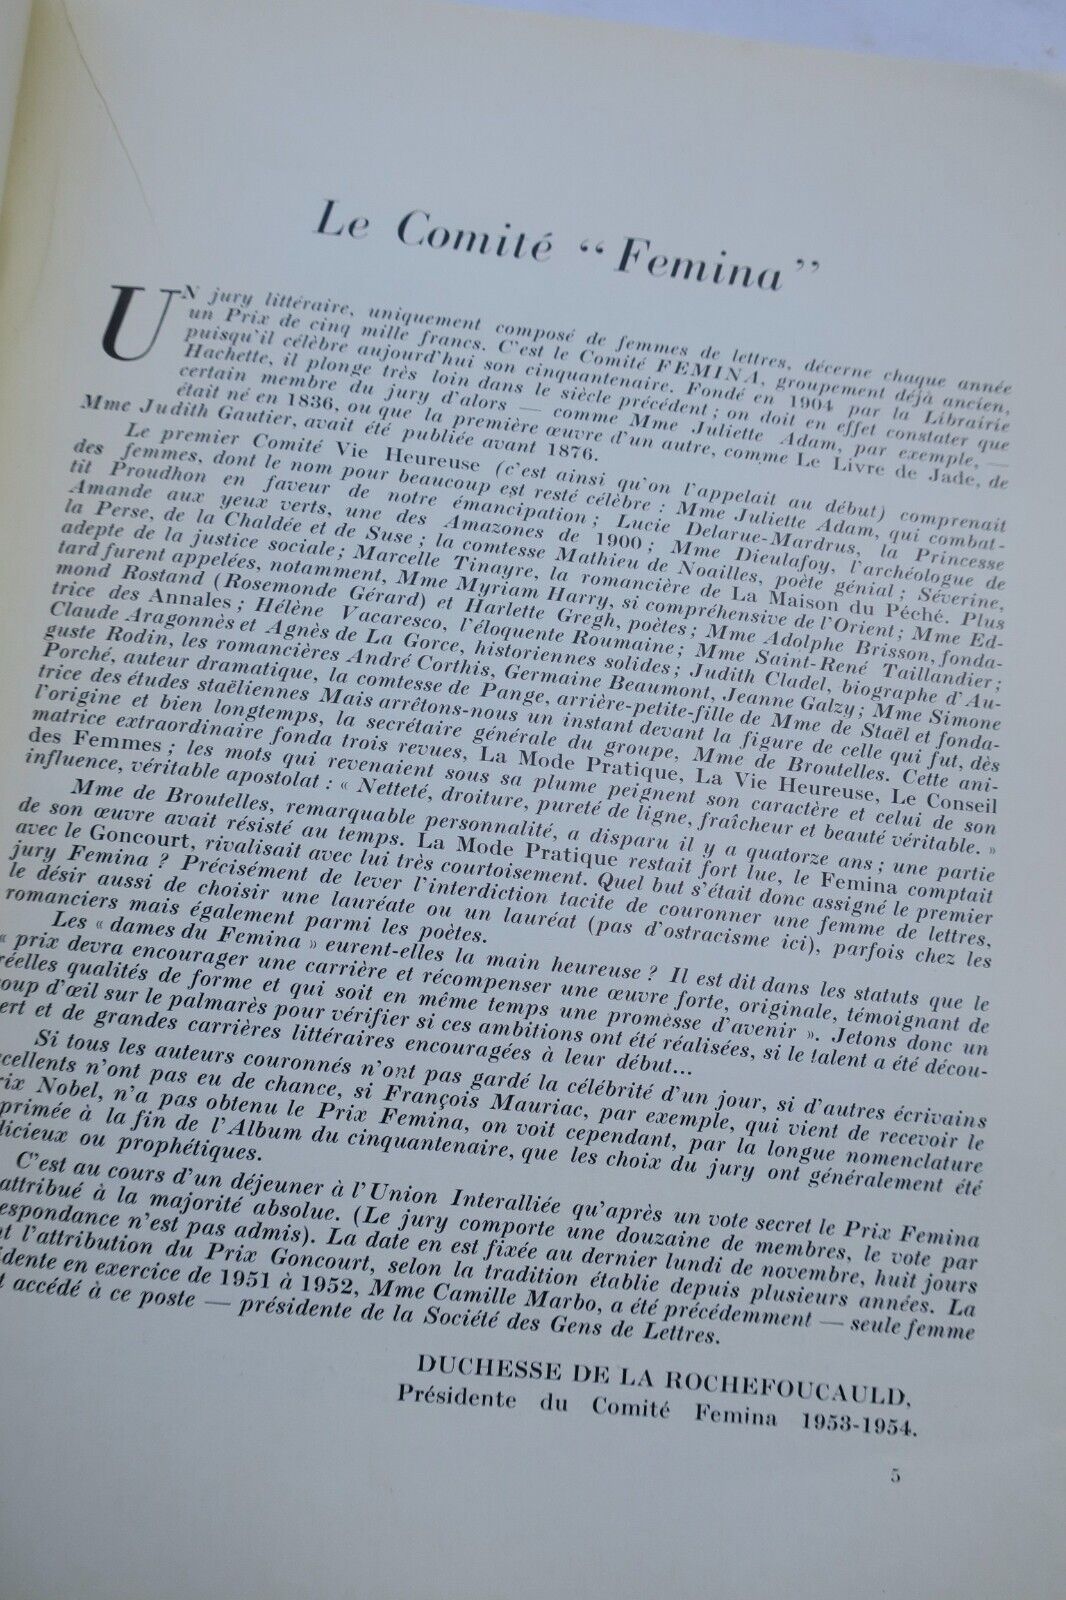 Le Comité “ Femina ”
UN jury littéraire, uniquement composé de femmes de lettres, décerne chaque année
un Prix de cinq mille francs. C'est le Comité FEMINA, groupement déjà ancien,
puisqu'il célèbre aujourd'hui son cinquantenaire. Fondé en 1904 par la Librairie
Hachette, il plonge très loin dans le siècle précédent ; on doit en effet constater que
certain membre du jury d'alors — comme Mme Juliette Adam, par exemple, —
était né en 1836, ou que la première œuvre d'un autre, comme Le Livre de Jade, de
Mme Judith Gautier, avait été publiée avant 1876.
Le premier Comité Vie Heureuse (c'est ainsi qu'on l'appelait au début) comprenait
des femmes, dont le nom pour beaucoup est resté célèbre : Mme Juliette Adam, qui combat-
tit Proudhon en faveur de notre émancipation ; Lucie Delarue-Mardrus, la Princesse
Amande aux yeux verts, une des Amazones de 1900 ; Mme Dieulafoy, l'archéologue de
la Perse, de la Chaldée et de Suse ; la comtesse Mathieu de Noailles, poète génial ; Séverine,
adepte de la justice sociale ; Marcelle Tinayre, la romancière de La Maison du Péché. Plus
tard furent appelées, notamment, Mme Myriam Harry, si compréhensive de l'Orient ; Mme Ed-
mond Rostand (Rosemonde Gérard) et Harlette Gregh, poètes ; Mme Adolphe Brisson, fonda-
trice des Annales ; Hélène Vacaresco, l'éloquente Roumaine ; Mme Saint-René Taillandier ;
Claude Aragonnès et Agnès de La Gorce, historiennes solides ; Judith Cladel, biographe d'Au-
guste Rodin, les romancières André Corthis, Germaine Beaumont, Jeanne Galzy ; Mme Simone
Porché, auteur dramatique, la comtesse de Pange, arrière-petite-fille de Mme de Staël et fonda-
trice des études staëliennes Mais arrêtons-nous un instant devant la figure de celle qui fut, dès
l'origine et bien longtemps, la secrétaire générale du groupe, Mme de Broutelles. Cette ani-
matrice extraordinaire fonda trois revues, La Mode Pratique, La Vie Heureuse, Le Conseil
des Femmes ; les mots qui revenaient sous sa plume peignent son caractère et celui de son
influence, véritable apostolat : « Netteté, droiture, pureté de ligne, fraîcheur et beauté véritable. »
Mme de Broutelles, remarquable personnalité, a disparu il y a quatorze ans ; une partie
de son œuvre avait résisté au temps. La Mode Pratique restait fort lue, le Femina comptait
avec le Goncourt, rivalisait avec lui très courtoisement. Quel but s'était donc assigné le premier
jury Femina ? Précisément de lever l'interdiction tacite de couronner une femme de lettres,
le désir aussi de choisir une lauréate ou un lauréat (pas d'ostracisme ici), parfois chez les
romanciers mais également parmi les poètes.
Les « dames du Femina » eurent-elles la main heureuse ? Il est dit dans les statuts que le
« prix devra encourager une carrière et récompenser une œuvre forte, originale, témoignant de
réelles qualités de forme et qui soit en même temps une promesse d'avenir ». Jetons donc un
oup d'œil sur le palmarès pour vérifier si ces ambitions ont été réalisées, si le talent a été décou-
ert et de grandes carrières littéraires encouragées à leur début...
Si tous les auteurs couronnés n'ont pas gardé la célébrité d'un jour, si d'autres écrivains
xcellents n'ont pas eu de chance, si François Mauriac, par exemple, qui vient de recevoir le
rix Nobel, n'a pas obtenu le Prix Femina, on voit cependant, par la longue nomenclature
primée à la fin de l'Album du cinquantenaire, que les choix du jury ont généralement été
licieux ou prophétiques.
C'est au cours d'un déjeuner à l'Union Interalliée qu'après un vote secret le Prix Femina
attribué à la majorité absolue. (Le jury comporte une douzaine de membres, le vote par
espondance n'est pas admis). La date en est fixée au dernier lundi de novembre, huit jours
nt l'attribution du Prix Goncourt, selon la tradition établie depuis plusieurs années. La
idente en exercice de 1951 à 1952, Mme Camille Marbo, a été précédemment — seule femme
t accédé à ce poste — présidente de la Société des Gens de Lettres.
DUCHESSE DE LA ROCHEFOUCAULD,
Présidente du Comité Femina 1953-1954.
5